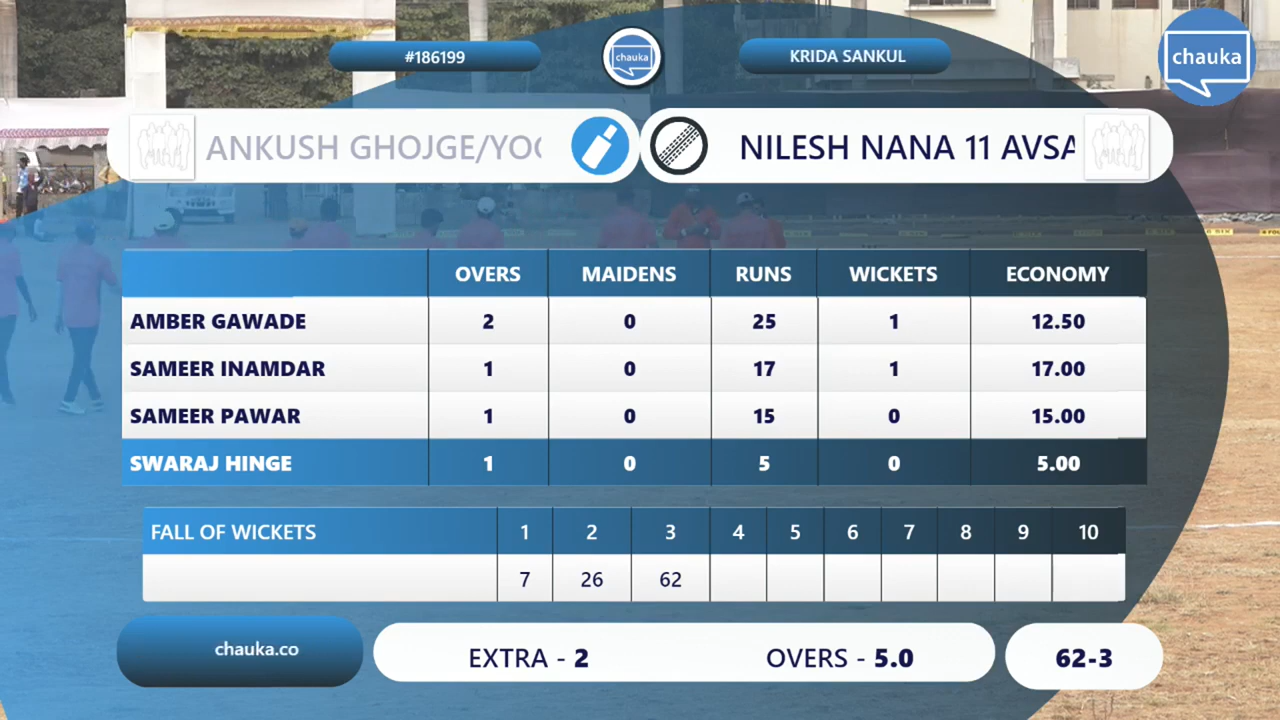 #186199
chauka
KRIDA SANKUL
chauka
ANKUSH GHOJGE/YO
NILESH NANA 11 AVSA
OVERS MAIDENS RUNS WICKETS ECONOMY
AMBER GAWADE 2 0 25 1 12.50
SAMEER INAMDAR 1 0 17 1 17.00
SAMEER PAWAR 1 0 15 0 15.00
SWARAJ HINGE 1 0 5 0 5.00
FALL OF WICKETS 1 2 3 4 5 6 7 8 9 10
7 26 62
chauka.co
EXTRA - 2 OVERS - 5.0
62-3